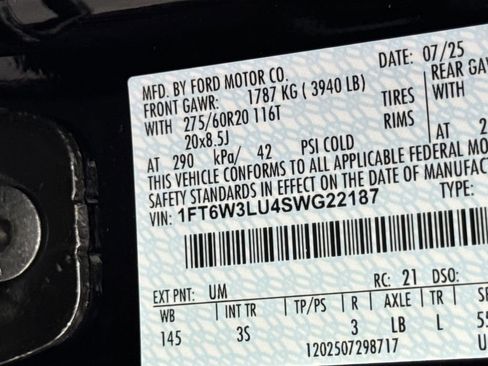 DATE: 07/25
MFD. BY FORD MOTOR CO.
FRONT GAWR: 1787 KG ( 3940 LB) REAR GAW
WITH 275/60R20 116T TIRES WITH
20x8.5J RIMS
AT 290 kPa/ 42 PSI COLD AT 2
THIS VEHICLE CONFORMS TO ALL APPLICABLE FEDERAL MO
SAFETY STANDARDS IN EFFECT ON THE DATE OF MANUFACT
VIN: 1FT6W3LU4SWG22187 TYPE:
EXT PNT: UM RC: 21 DSO:
WB INT TR TP/PS R AXLE TR SP
145 3S 3 LB L 55
1202507298717 U